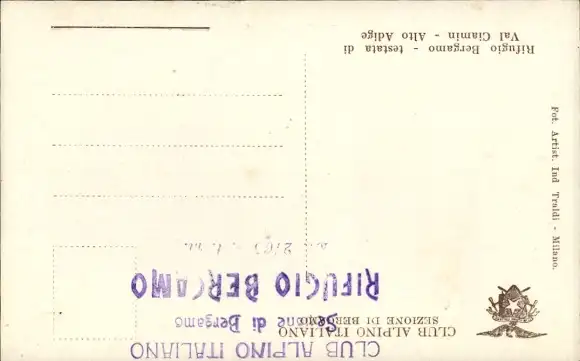 CLUB ALPINO ITALIANO
SEZIONE DI BERGAMO
Rifugio Bergamo - testata di
Val Ciamin - Alto Adige
Fot. Artist. Ind Traldi - Milano.
CLUB ALPINO ITALIANO
Sezione di Bergamo
RIFUGIO BERGAMO